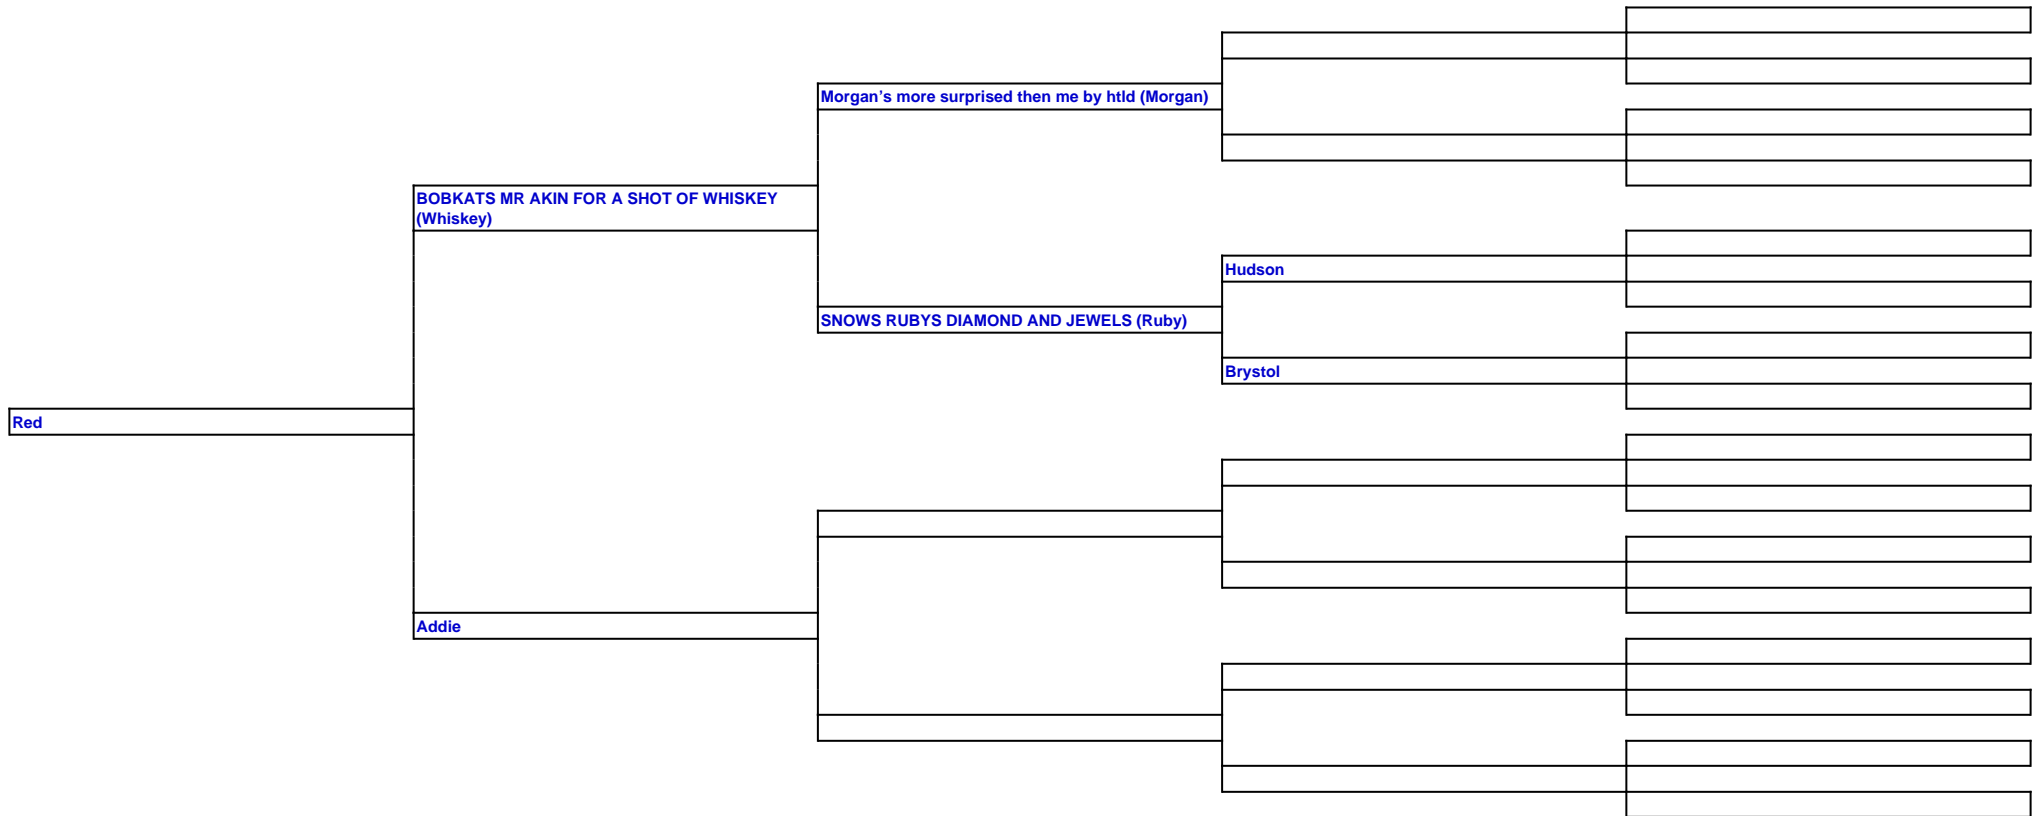 Morgan’s more surprised then me by htld (Morgan)
BOBKATS MR AKIN FOR A SHOT OF WHISKEY
(Whiskey)
Hudson
SNOWS RUBYS DIAMOND AND JEWELS (Ruby)
Brystol
Red
Addie